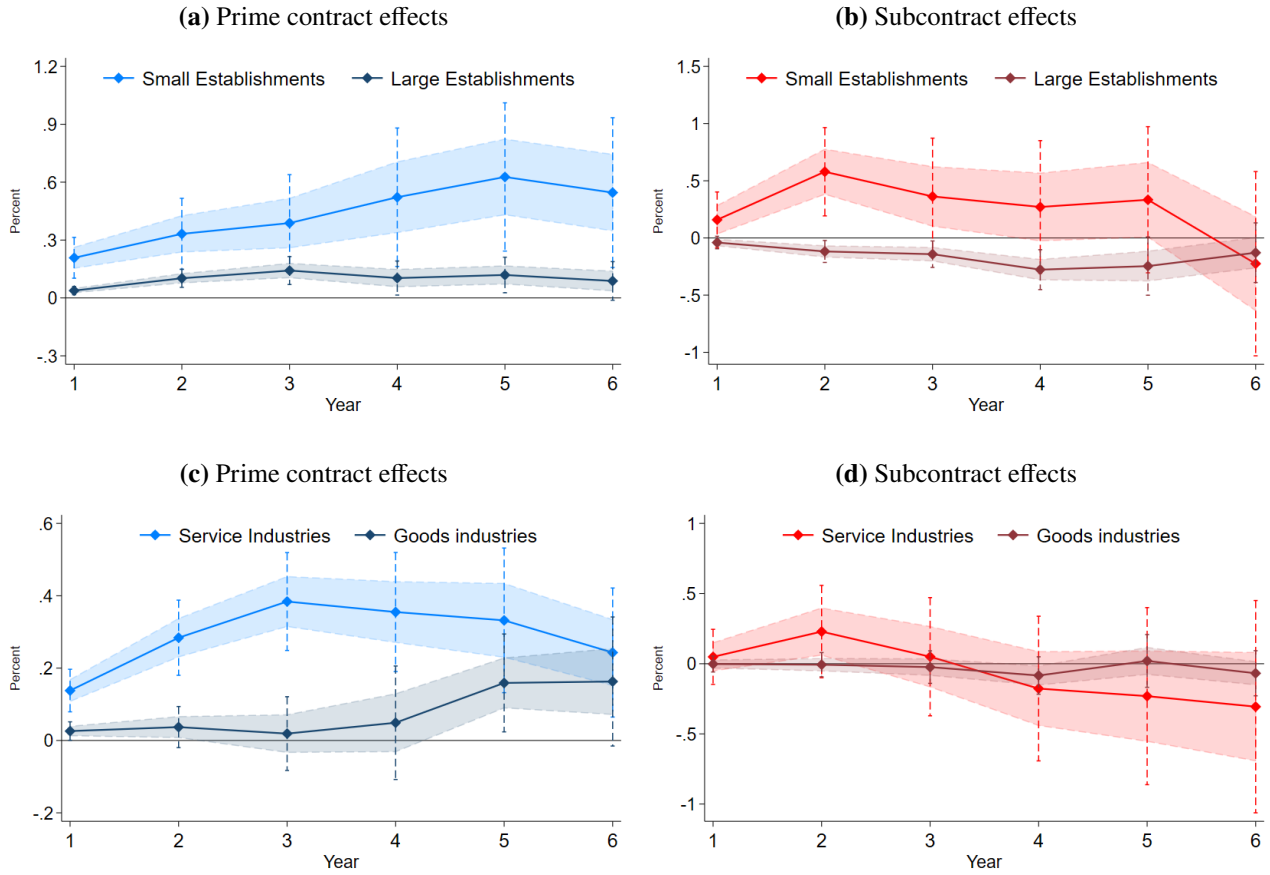 (a) Prime contract effects
1.2
.9
.6
.3
0
-.3
Percent
Small Establishments
Large Establishments
1 2 3 4 5 6
Year
(b) Subcontract effects
1.5
1
.5
0
-.5
-1
Percent
Small Establishments
Large Establishments
1 2 3 4 5 6
Year
(c) Prime contract effects
.6
.4
.2
0
-.2
Percent
Service Industries
Goods industries
1 2 3 4 5 6
Year
(d) Subcontract effects
1
.5
0
-.5
-1
Percent
Service Industries
Goods industries
1 2 3 4 5 6
Year